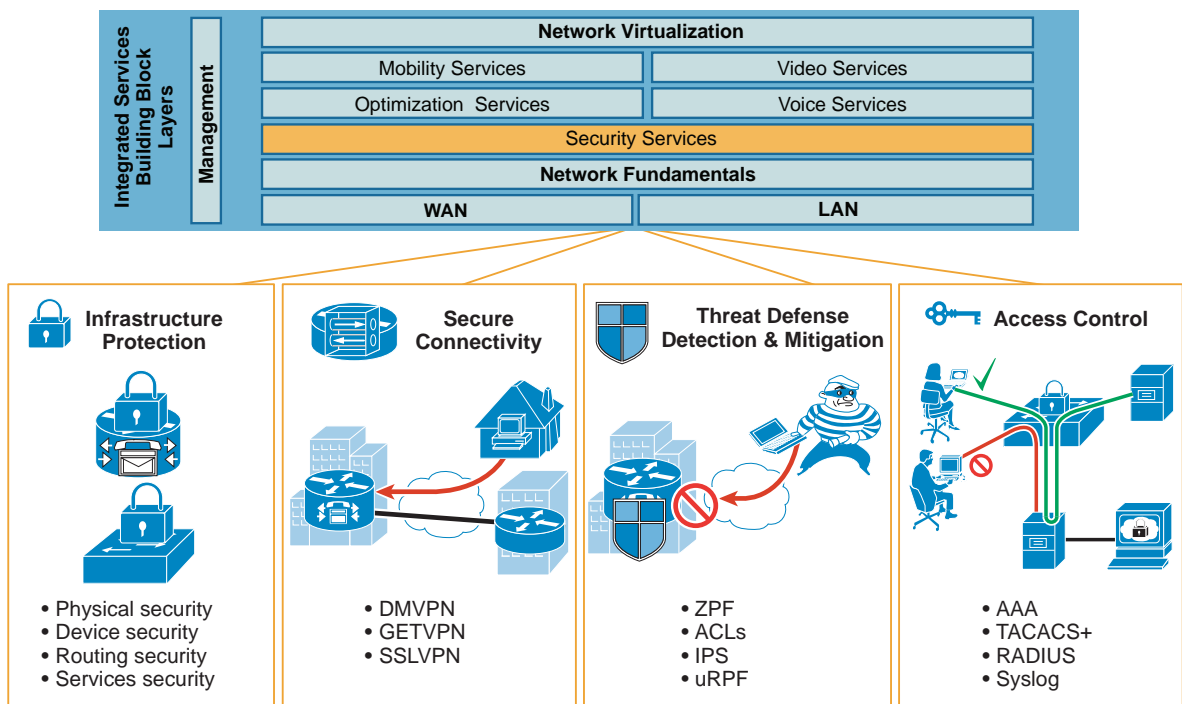 Integrated Services
Building Block
Layers
Management
Network Virtualization
Mobility Services
Video Services
Optimization Services
Voice Services
Security Services
Network Fundamentals
WAN
LAN
Infrastructure
Protection
• Physical security
• Device security
• Routing security
• Services security
Secure
Connectivity
• DMVPN
• GETVPN
• SSLVPN
Threat Defense
Detection & Mitigation
• ZPF
• ACLs
• IPS
• uRPF
Access Control
• AAA
• TACACS+
• RADIUS
• Syslog